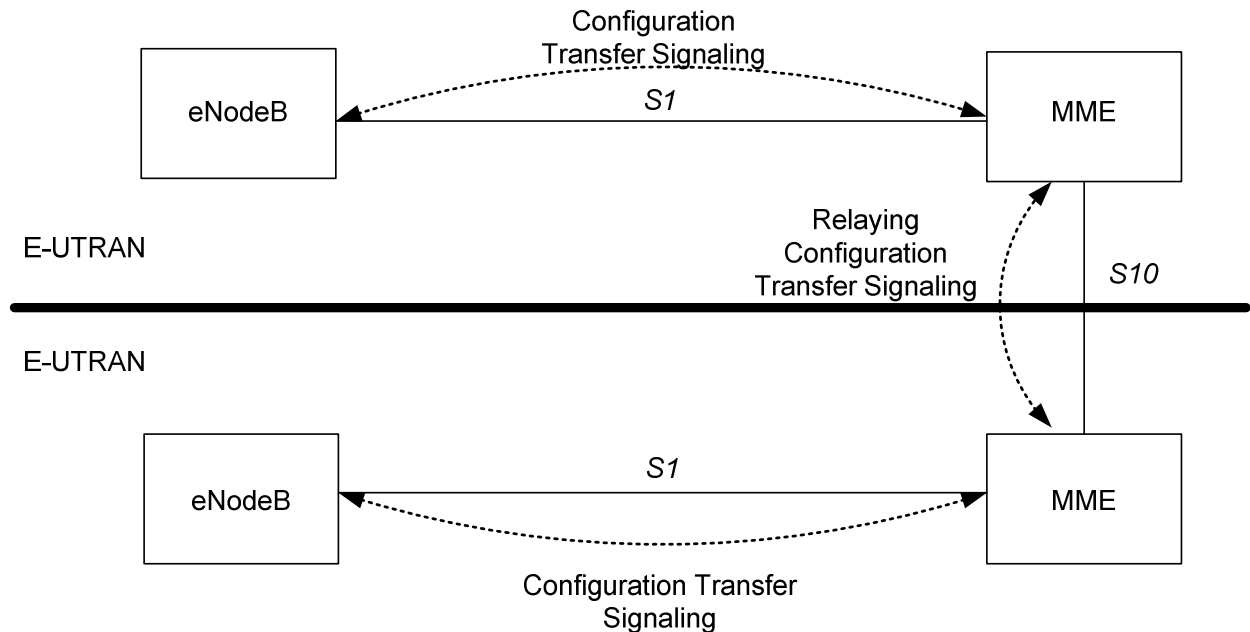 Configuration
Transfer Signaling
eNodeB
S1
MME
Relaying
Configuration
Transfer Signaling
E-UTRAN
S10
E-UTRAN
S1
eNodeB
MME
Configuration Transfer
Signaling